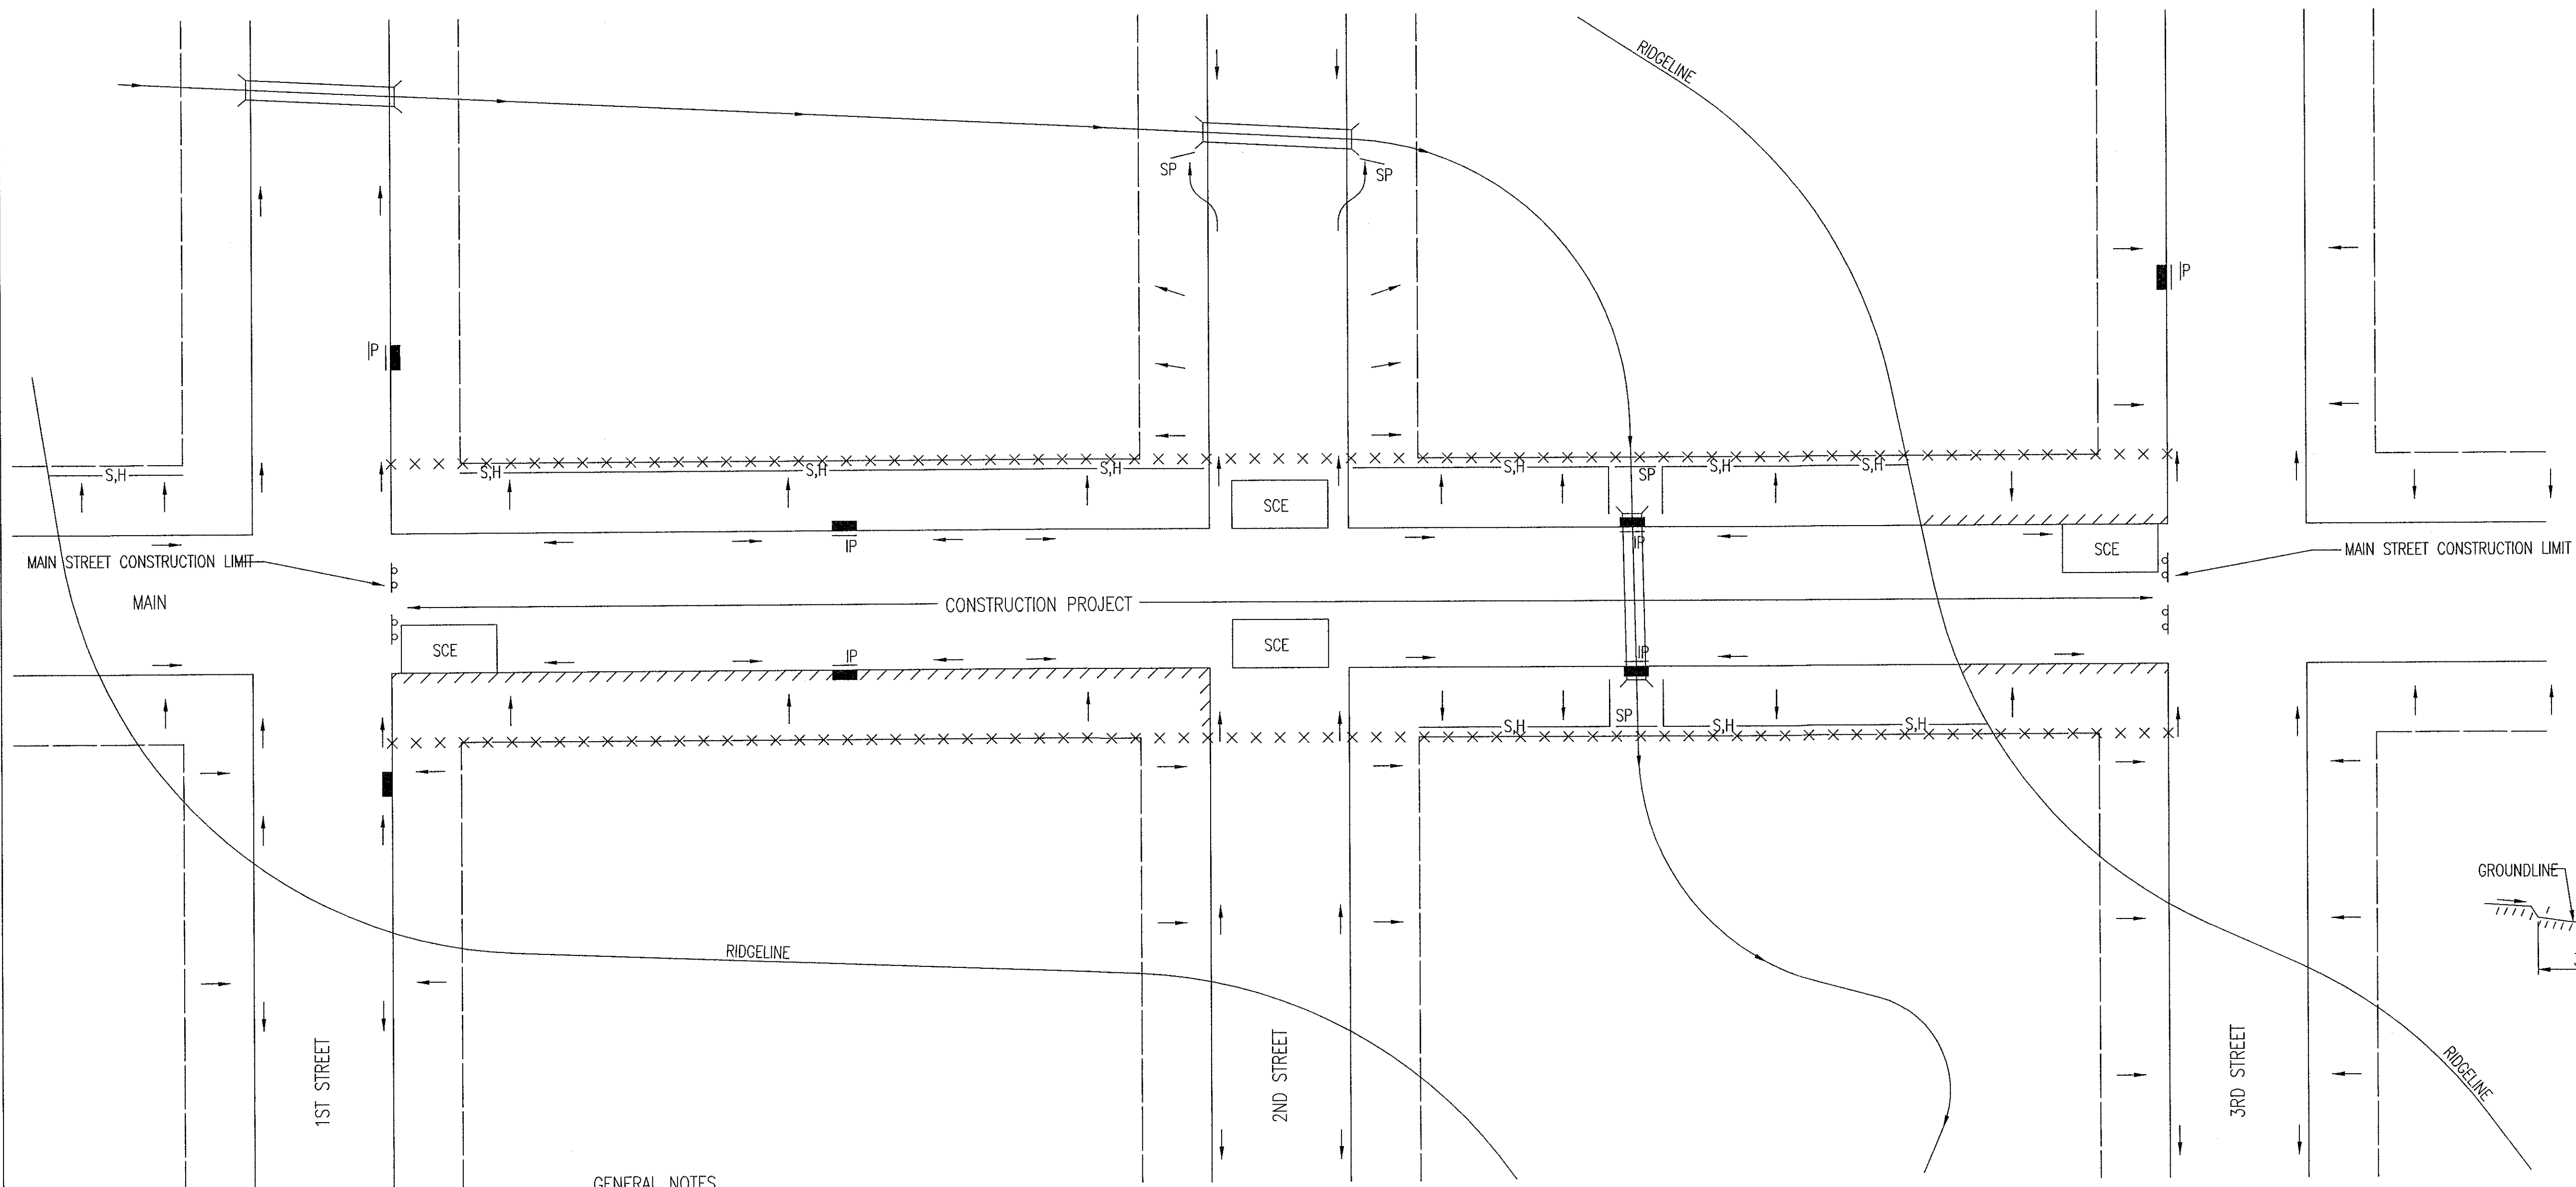 RIDGELINE
SP
SP
IP
IP
S,H
S,H
S,H
S,H
S,H
SP
S,H
S,H
SCE
MAIN STREET CONSTRUCTION LIMIT
IP
IP
SCE
MAIN STREET CONSTRUCTION LIMIT
MAIN
CONSTRUCTION PROJECT
SCE
IP
SCE
IP
S,H
SP
S,H
S,H
GROUNDLINE
RIDGELINE
1ST STREET
2ND STREET
3RD STREET
RIDGELINE
GENERAL NOTES